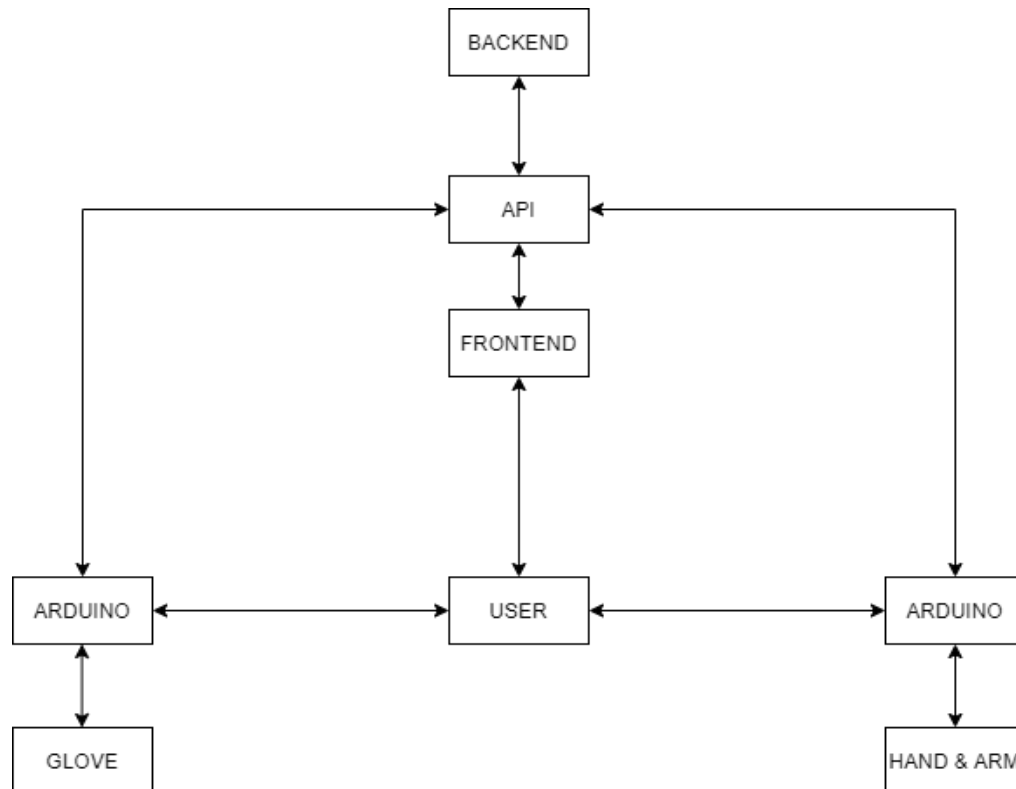 BACKEND
API
FRONTEND
ARDUINO
USER
ARDUINO
GLOVE
HAND & ARM